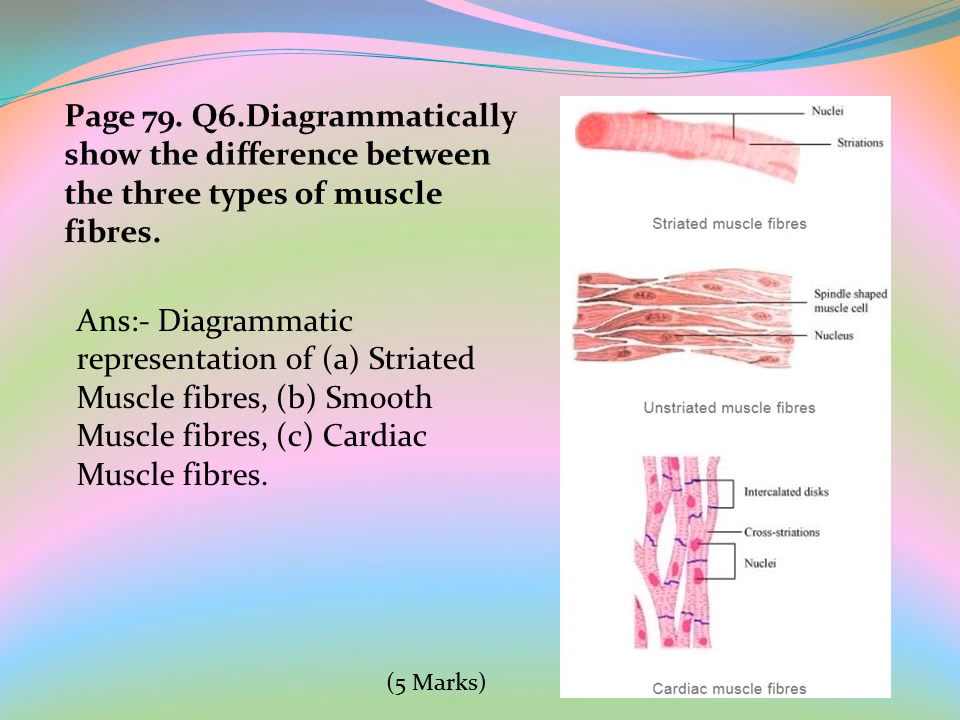 Page 79. Q6.Diagrammatically
show the difference between
the three types of muscle
fibres.
Ans:- Diagrammatic
representation of (a) Striated
Muscle fibres, (b) Smooth
Muscle fibres, (c) Cardiac
Muscle fibres.
(5 Marks)
Nuclei
Striations
Striated muscle fibres
Spindle shaped
muscle cell
Nucleus
Unstriated muscle fibres
Intercalated disks
Cross-striations
Nuclei
Cardiac muscle fibres